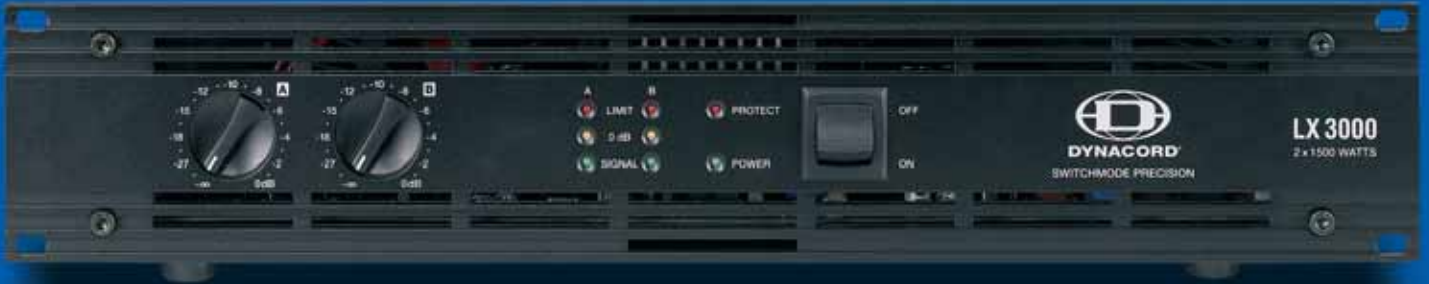 -12 -10 -8 A
-15 -6
-18 -4
-27 -2
-∞ 0dB
-12 -10 -8 B
-15 -6
-18 -4
-27 -2
-∞ 0dB
A B
LIMIT
0 dB
SIGNAL
PROTECT
POWER
OFF
ON
D
DYNACORD
SWITCHMODE PRECISION
LX 3000
2 x 1500 WATTS